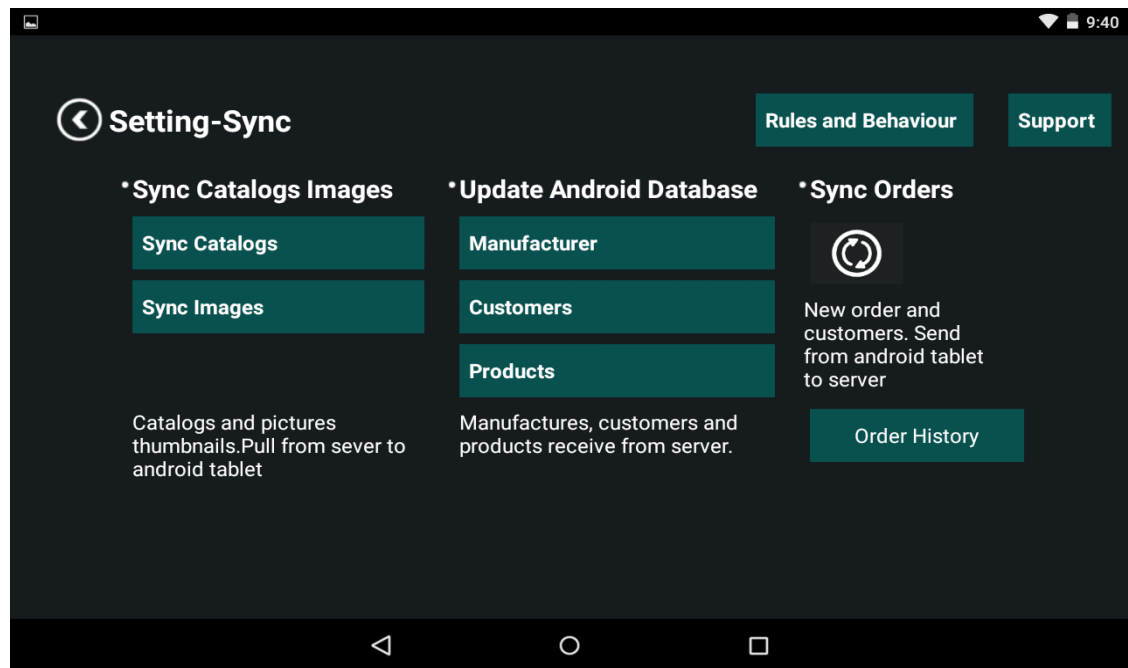 9:40
Setting-Sync
Rules and Behaviour
Support
Sync Catalogs Images
Sync Catalogs
Sync Images
Catalogs and pictures
thumbnails.Pull from sever to
android tablet
Update Android Database
Manufacturer
Customers
Products
Manufactures, customers and
products receive from server.
Sync Orders
New order and
customers. Send
from android tablet
to server
Order History